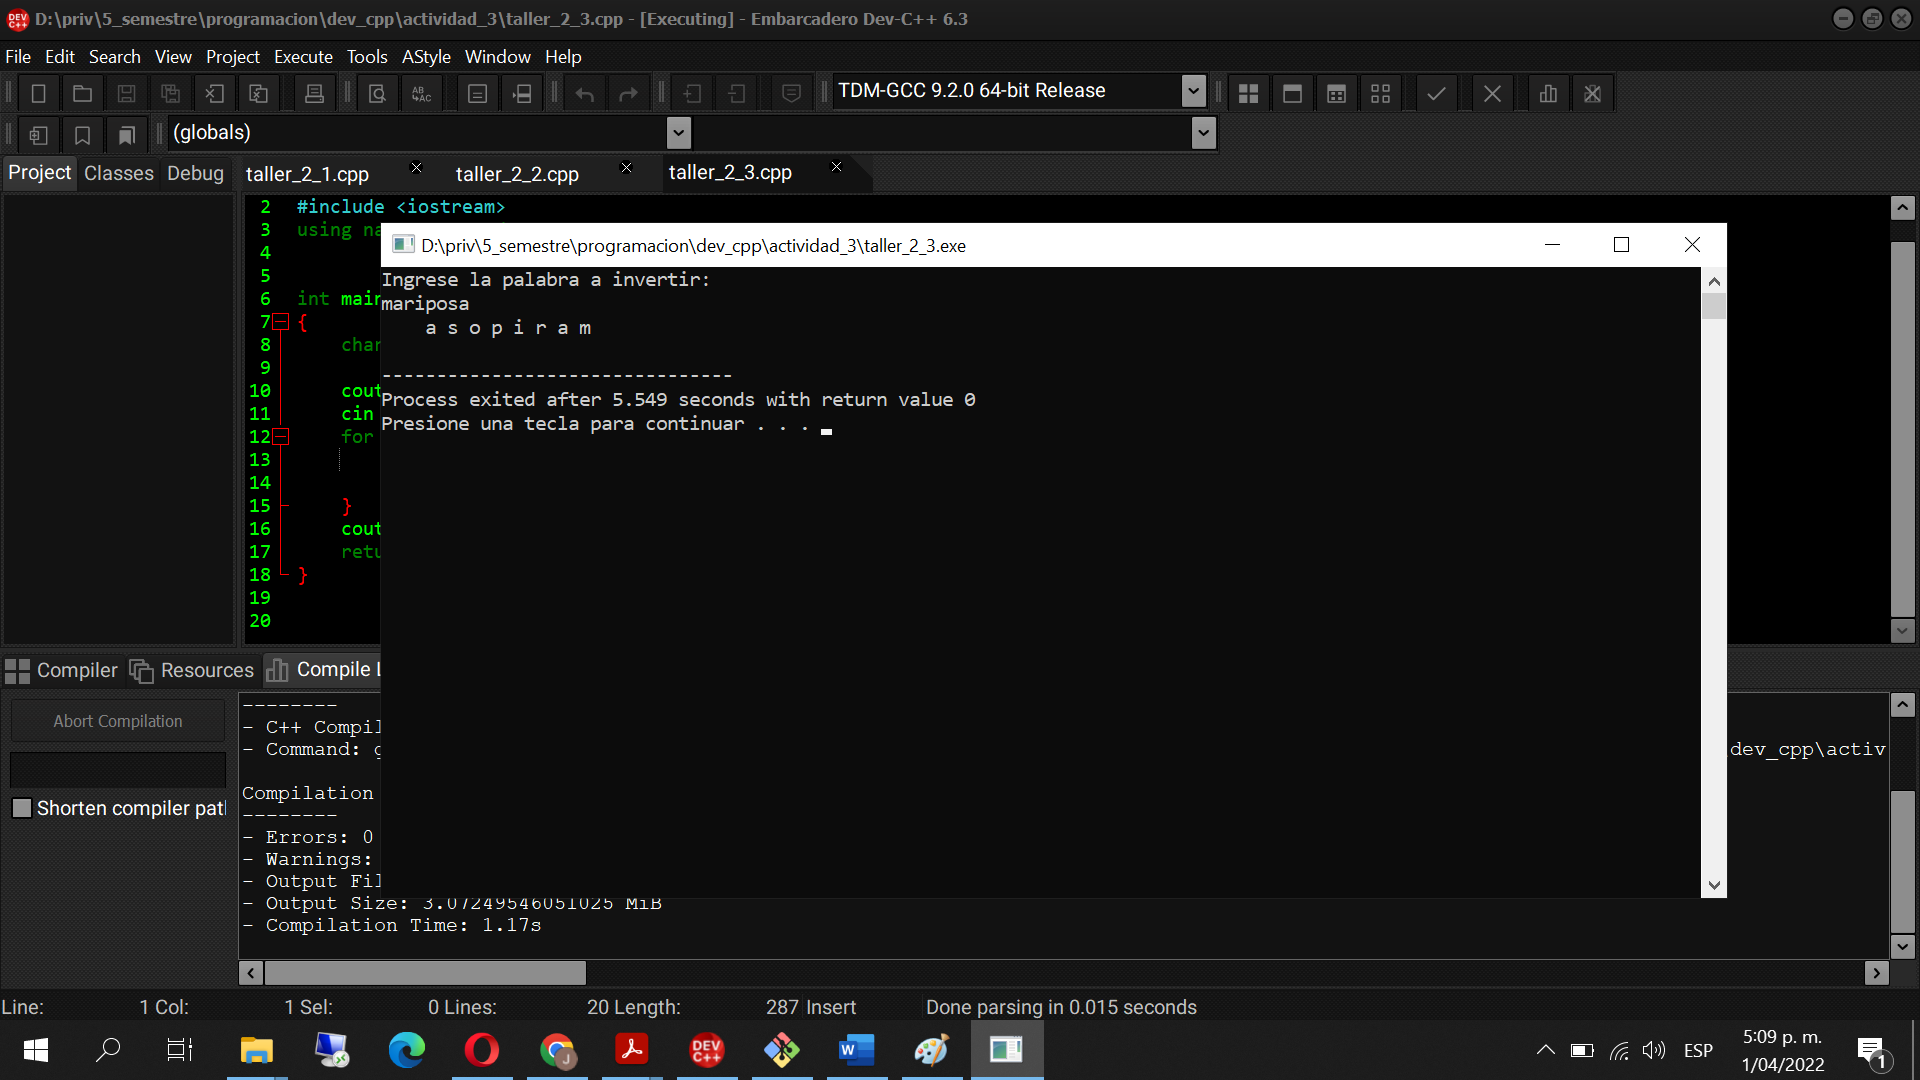 D:\priv\5_semestre\programacion\dev_cpp\actividad_3\taller_2_3.cpp - [Executing] - Embarcadero Dev-C++ 6.3
File Edit Search View Project Execute Tools AStyle Window Help
TDM-GCC 9.2.0 64-bit Release
(globals)
Project Classes Debug taller_2_1.cpp taller_2_2.cpp taller_2_3.cpp
2 #include <iostream>
3 using na
4
5
6 int main
7 {
8 char
9
10 cout
11 cin
12 for
13
14
15 }
16 cout
17 retu
18 }
19
20
D:\priv\5_semestre\programacion\dev_cpp\actividad_3\taller_2_3.exe
Ingrese la palabra a invertir:
mariposa
a s o p i r a m
--------------------------------
Process exited after 5.549 seconds with return value 0
Presione una tecla para continuar . . .
Compiler Resources Compile L
Abort Compilation
Shorten compiler pat
--------
- C++ Compil
- Command: g dev_cpp\activ
Compilation
--------
- Errors: 0
- Warnings:
- Output Fil
- Output Size: 3.07249546051025 MiB
- Compilation Time: 1.17s
Line: 1 Col: 1 Sel: 0 Lines: 20 Length: 287 Insert Done parsing in 0.015 seconds
ESP 5:09 p. m.
1/04/2022
1